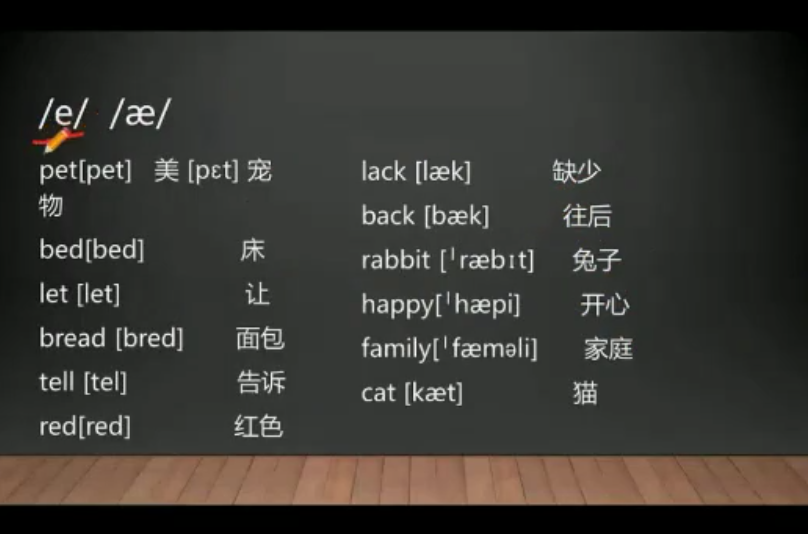 /e/ /æ/
pet[pet] 美 [pɛt] 宠
物
bed[bed] 床
let [let] 让
bread [bred] 面包
tell [tel] 告诉
red[red] 红色
lack [læk] 缺少
back [bæk] 往后
rabbit [ˈræbɪt] 兔子
happy[ˈhæpi] 开心
family[ˈfæməli] 家庭
cat [kæt] 猫